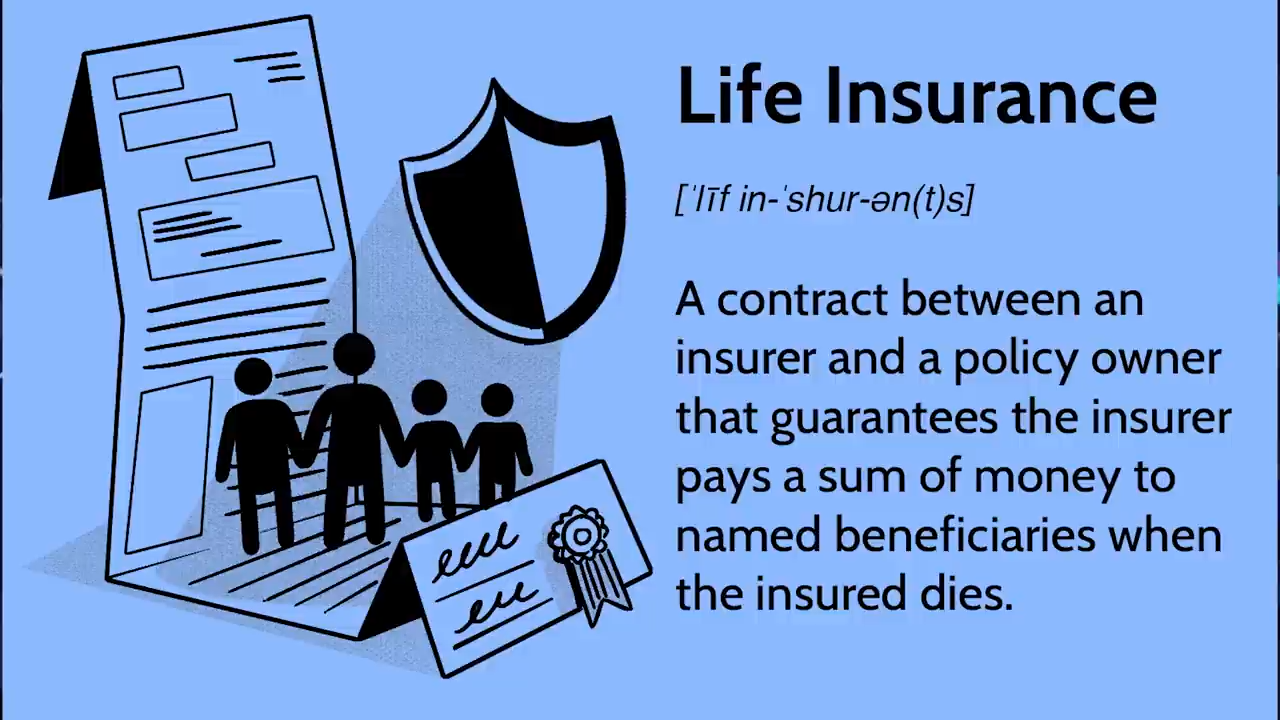 Life Insurance
[ˈlīf in-ˈshur-ən(t)s]
A contract between an
insurer and a policy owner
that guarantees the insurer
pays a sum of money to
named beneficiaries when
the insured dies.